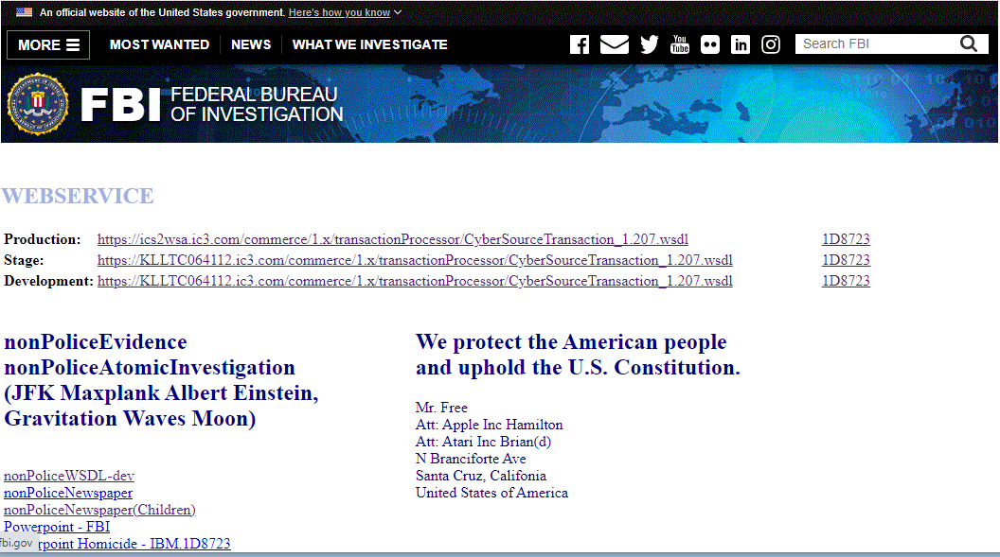 An official website of the United States government. Here's how you know
MORE MOST WANTED NEWS WHAT WE INVESTIGATE You Tube in Search FBI
FBI FEDERAL BUREAU
OF INVESTIGATION
WEBSERVICE
Production: https://ics2wsa.ic3.com/commerce/1.x/transactionProcessor/CyberSourceTransaction_1.207.wsdl 1D8723
Stage: https://KLLTC064112.ic3.com/commerce/1.x/transactionProcessor/CyberSourceTransaction_1.207.wsdl 1D8723
Development: https://KLLTC064112.ic3.com/commerce/1.x/transactionProcessor/CyberSourceTransaction_1.207.wsdl 1D8723
nonPoliceEvidence
nonPoliceAtomicInvestigation
(JFK Maxplank Albert Einstein,
Gravitation Waves Moon)
nonPoliceWSDL-dev
nonPoliceNewspaper
nonPoliceNewspaper(Children)
Powerpoint - FBI
fbi.gov rpoint Homicide - IBM.1D8723
We protect the American people
and uphold the U.S. Constitution.
Mr. Free
Att: Apple Inc Hamilton
Att: Atari Inc Brian(d)
N Branciforte Ave
Santa Cruz, Califonia
United States of America